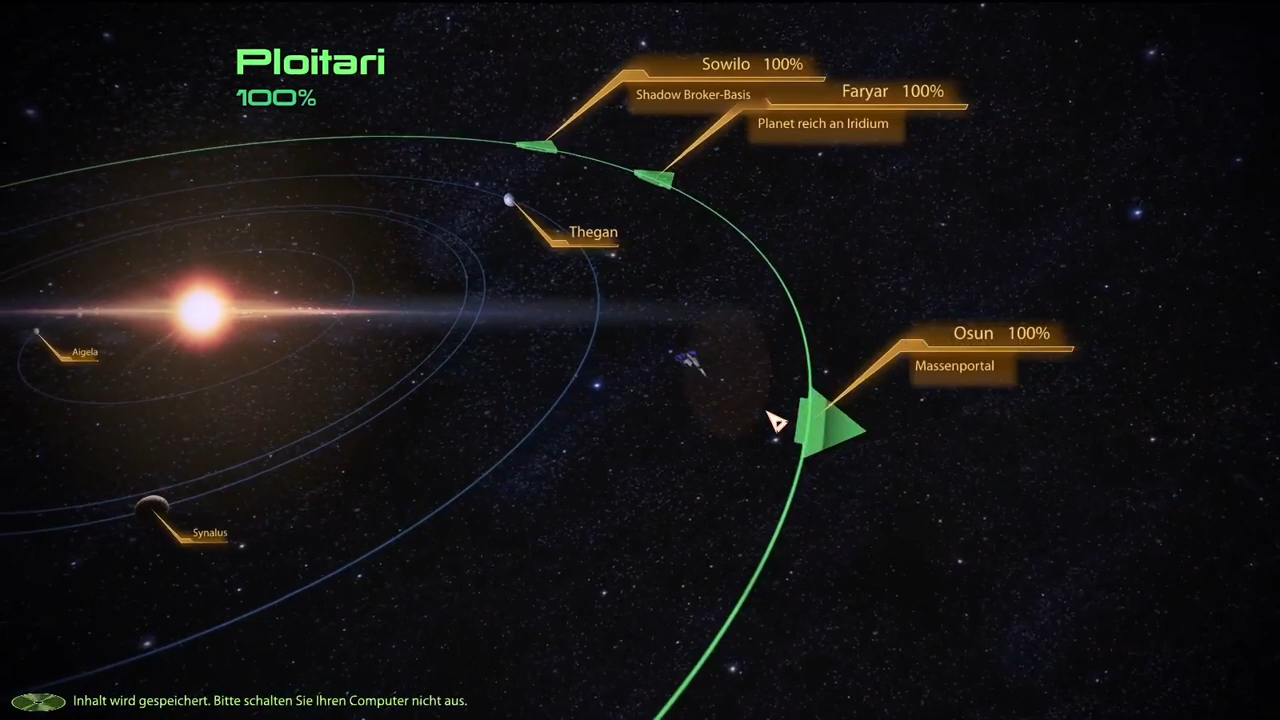 Ploitari
100%
Sowilo 100%
Shadow Broker-Basis
Faryar 100%
Planet reich an Iridium
Thegan
Osun 100%
Massenportal
Aigela
Synalus
Inhalt wird gespeichert. Bitte schalten Sie Ihren Computer nicht aus.